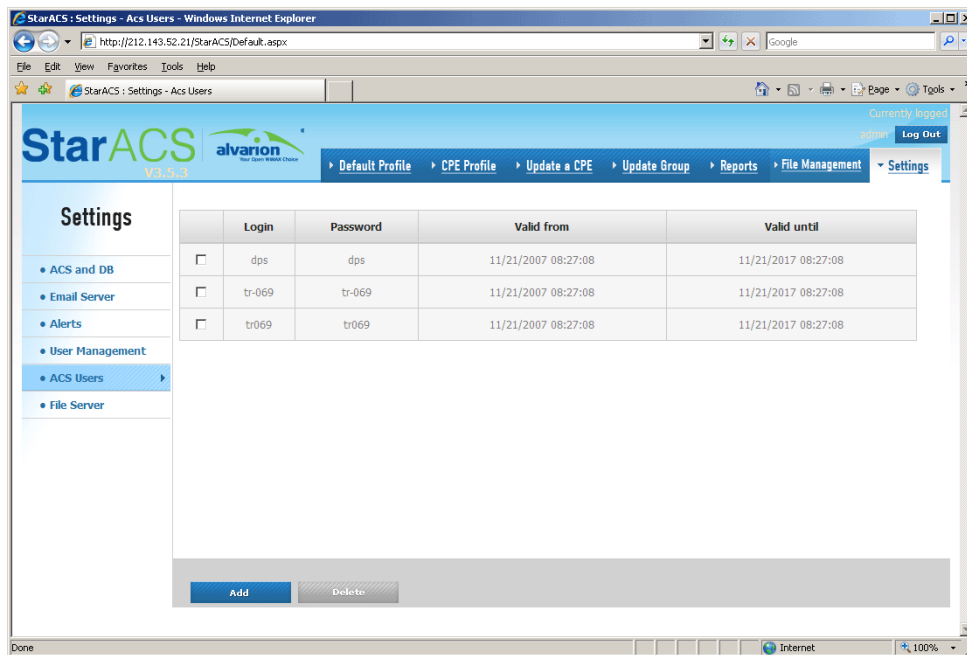 StarACS : Settings - Acs Users - Windows Internet Explorer
http://212.143.52.21/StarACS/Default.aspx
Google
File Edit View Favorites Tools Help
StarACS : Settings - Acs Users
Page Tools
Currently logged
admin Log Out
StarACS alvarion
Your Open WiMAX Choice
V3.5.3
Default Profile CPE Profile Update a CPE Update Group Reports File Management Settings
Settings
ACS and DB
Email Server
Alerts
User Management
ACS Users
File Server
Login Password Valid from Valid until
dps dps 11/21/2007 08:27:08 11/21/2017 08:27:08
tr-069 tr-069 11/21/2007 08:27:08 11/21/2017 08:27:08
tr069 tr069 11/21/2007 08:27:08 11/21/2017 08:27:08
Add Delete
Done Internet 100%